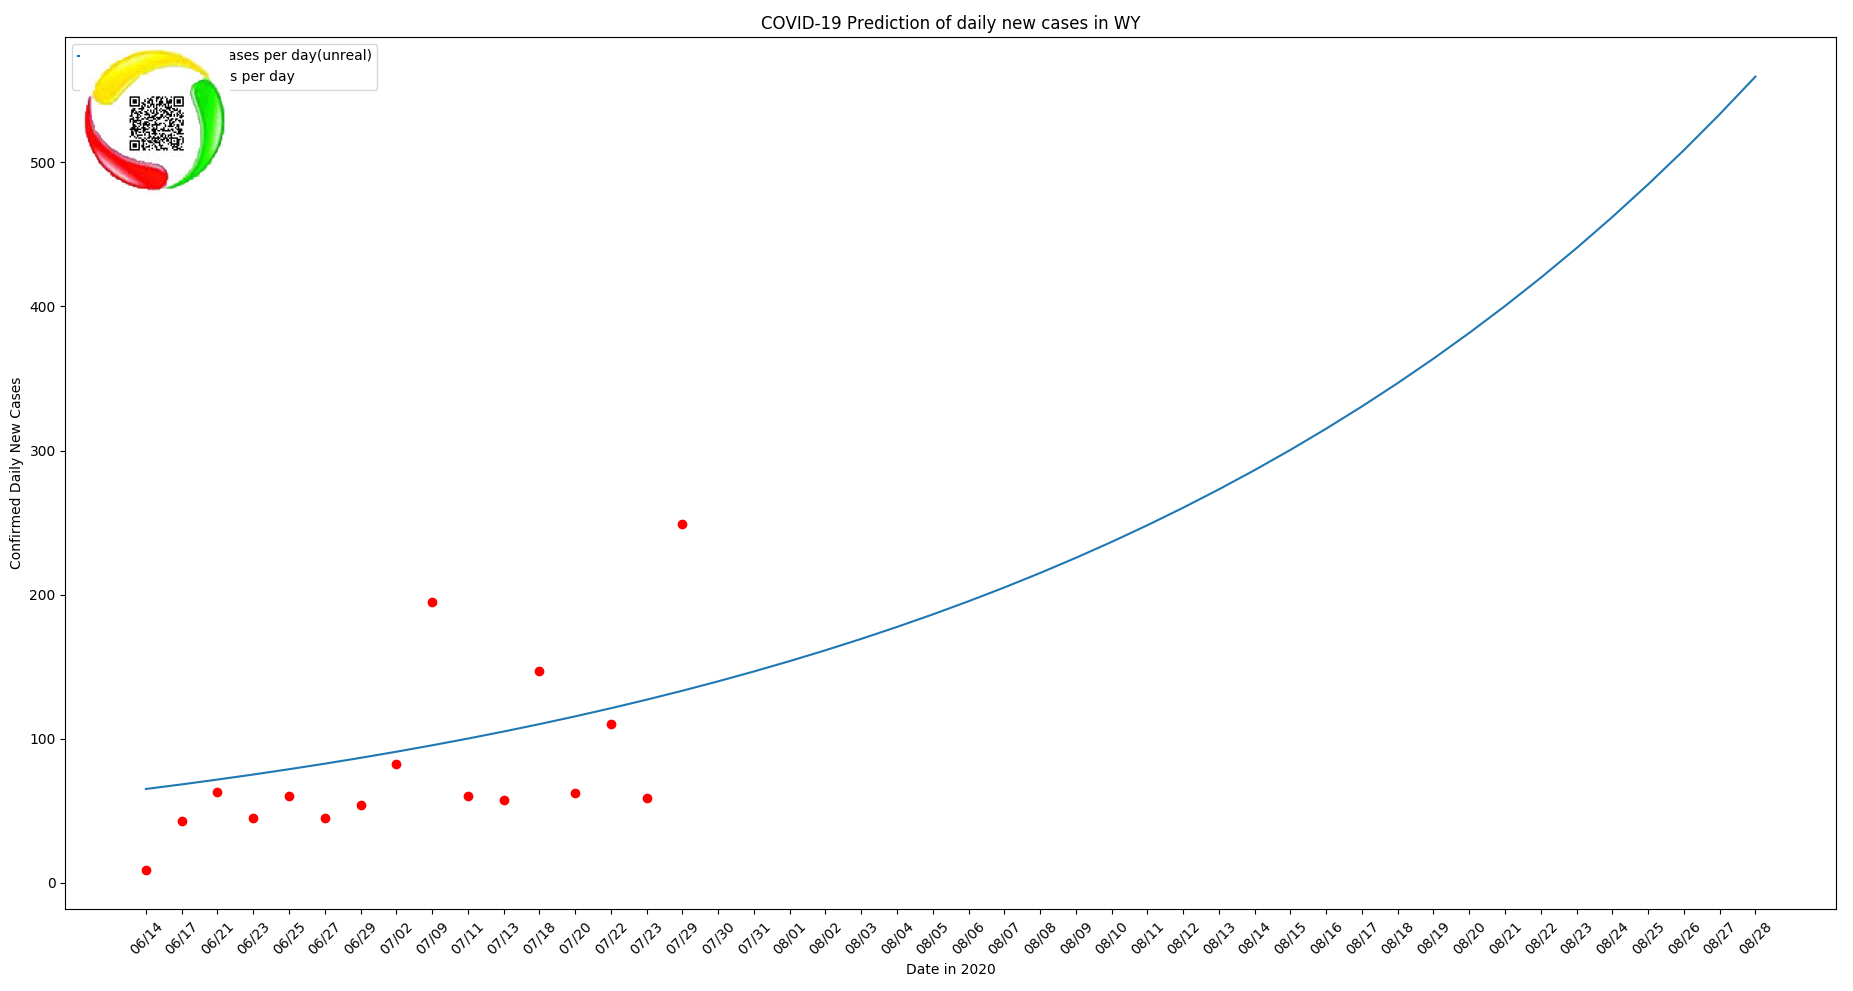 COVID-19 Prediction of daily new cases in WY
ases per day(unreal)
s per day
500
400
300
200
100
0
Confirmed Daily New Cases
06/14 06/17 06/21 06/23 06/25 06/27 06/29 07/02 07/09 07/11 07/13 07/18 07/20 07/22 07/23 07/29 07/30 07/31 08/01 08/02 08/03 08/04 08/05 08/06 08/07 08/08 08/09 08/10 08/11 08/12 08/13 08/14 08/15 08/16 08/17 08/18 08/19 08/20 08/21 08/22 08/23 08/24 08/25 08/26 08/27 08/28
Date in 2020